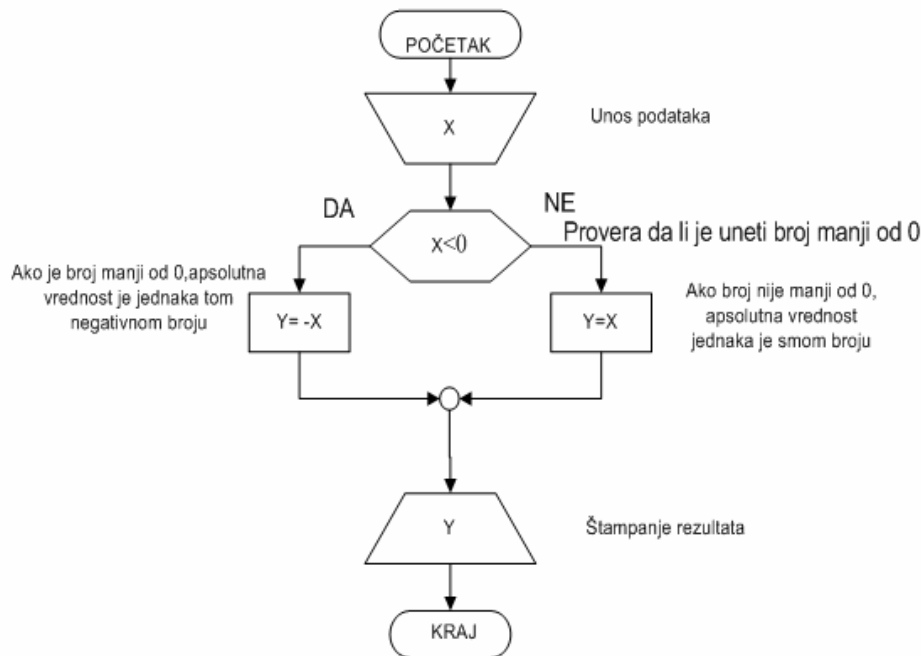 POČETAK
X
Unos podataka
DA
NE
X<0
Provera da li je uneti broj manji od 0
Ako je broj manji od 0,apsolutna
vrednost je jednaka tom
negativnom broju
Y= -X
Y=X
Ako broj nije manji od 0,
apsolutna vrednost
jednaka je smom broju
Y
Štampanje rezultata
KRAJ